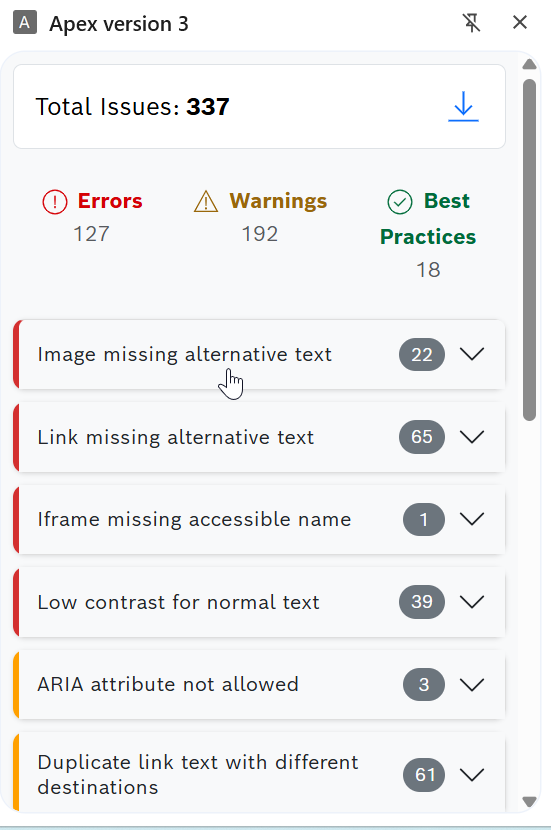 A Apex version 3
Total Issues: 337
Errors
127
Warnings
192
Best
Practices
18
Image missing alternative text 22
Link missing alternative text 65
Iframe missing accessible name 1
Low contrast for normal text 39
ARIA attribute not allowed 3
Duplicate link text with different
destinations 61